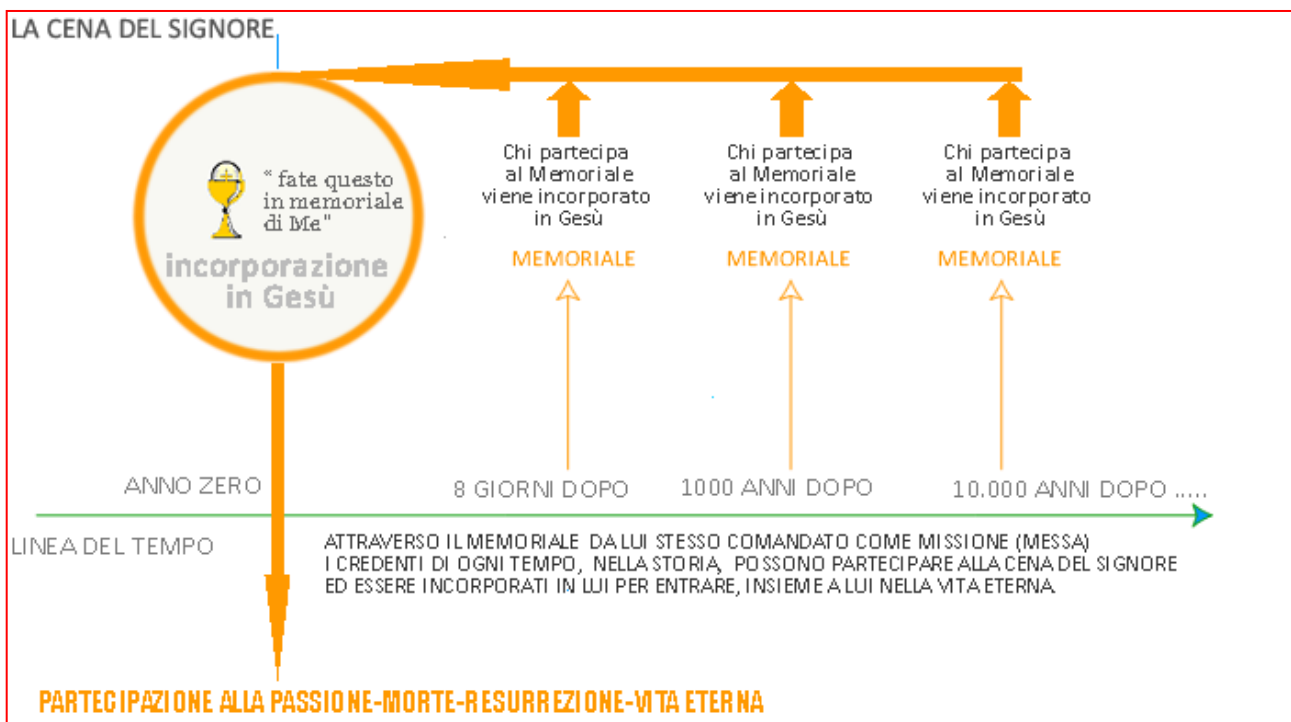 LA CENA DEL SIGNORE
“ fate questo
in memoriale
di Me"
incorporazione
in Gesù
Chi partecipa
al Memoriale
viene incorporato
in Gesù
MEMORIALE
Chi partecipa
al Memoriale
viene incorporato
in Gesù
MEMORIALE
Chi partecipa
al Memoriale
viene incorporato
in Gesù
MEMORIALE
ANNO ZERO
8 GIORNI DOPO
1000 ANNI DOPO
10.000 ANNI DOPO .....
LINEA DEL TEMPO
ATTRAVERSO IL MEMORIALE DA LUI STESSO COMANDATO COME MISSIONE (MESSA)
I CREDENTI DI OGNI TEMPO, NELLA STORIA, POSSONO PARTECIPARE ALLA CENA DEL SIGNORE
ED ESSERE INCORPORATI IN LUI PER ENTRARE, INSIEME A LUI NELLA VITA ETERNA.
PARTECIPAZIONE ALLA PASSIONE-MORTE-RESURREZIONE-VITA ETERNA